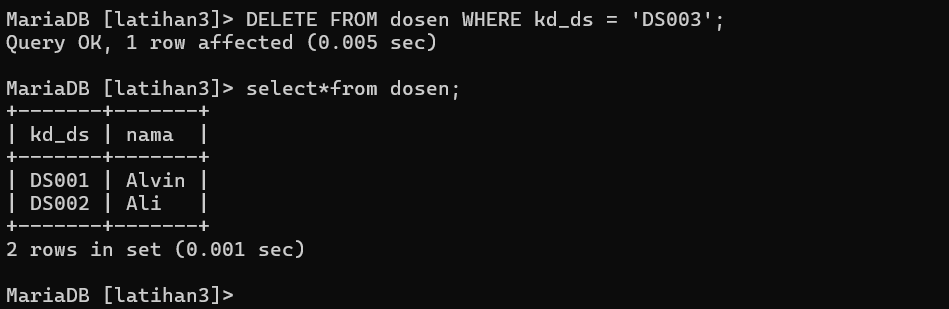 MariaDB [latihan3]> DELETE FROM dosen WHERE kd_ds = 'DS003';
Query OK, 1 row affected (0.005 sec)
MariaDB [latihan3]> select*from dosen;
+-------+-------+
| kd_ds | nama  |
+-------+-------+
| DS001 | Alvin |
| DS002 | Ali   |
+-------+-------+
2 rows in set (0.001 sec)
MariaDB [latihan3]>